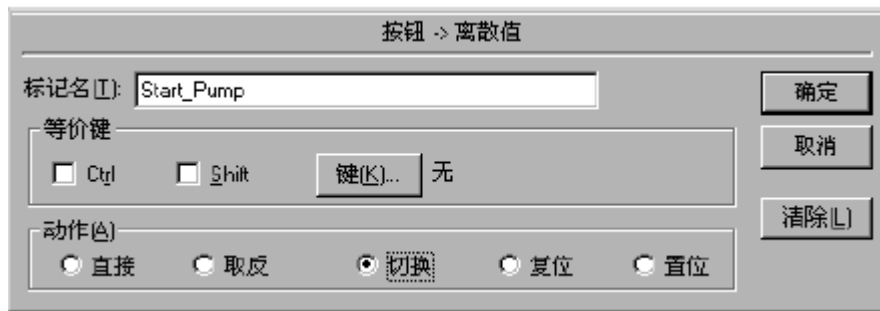 按钮 -> 离散值
标记名(T): Start_Pump
确定
等价键
取消
Ctrl Shift 键(K)... 无
清除(L)
动作(A)
直接 取反 切换 复位 置位